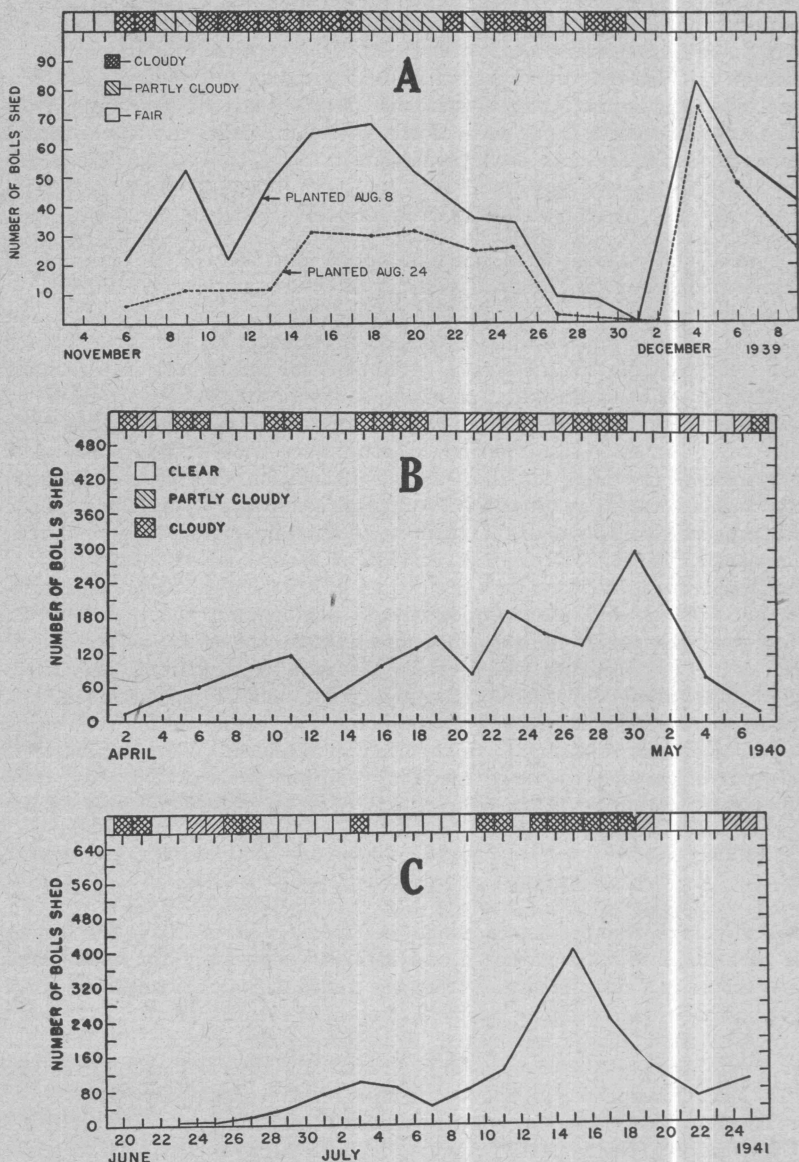 A
NUMBER OF BOLLS SHED
90
80
70
60
50
40
30
20
10
CLOUDY
PARTLY CLOUDY
FAIR
PLANTED AUG. 8
PLANTED AUG. 24
4 6 8 10 12 14 16 18 20 22 24 26 28 30 2 4 6 8
NOVEMBER DECEMBER 1939
B
NUMBER OF BOLLS SHED
480
420
360
300
240
180
120
60
0
CLEAR
PARTLY CLOUDY
CLOUDY
2 4 6 8 10 12 14 16 18 20 22 24 26 28 30 2 4 6
APRIL MAY 1940
C
NUMBER OF BOLLS SHED
640
560
480
400
320
240
160
80
0
20 22 24 26 28 30 2 4 6 8 10 12 14 16 18 20 22 24
JUNE JULY 1941